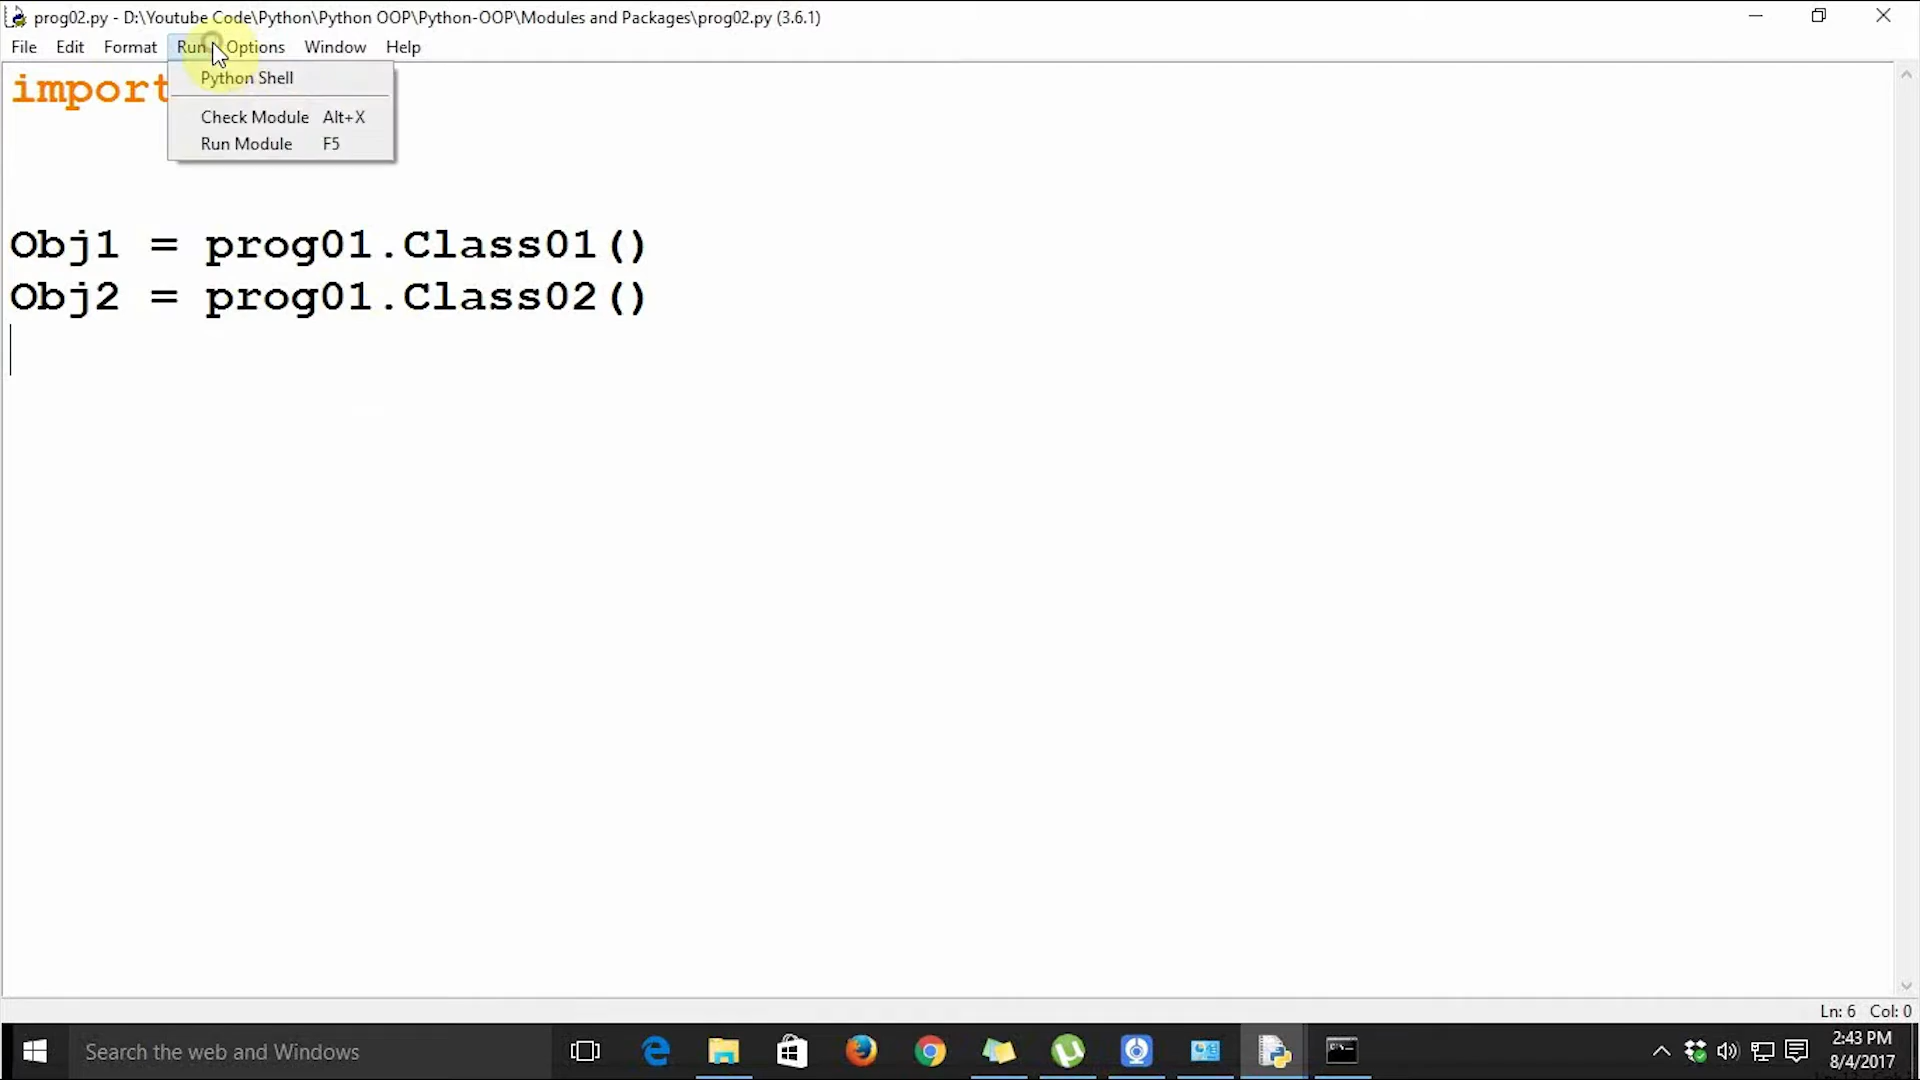 prog02.py - D:\Youtube Code\Python\Python OOP\Python-OOP\Modules and Packages\prog02.py (3.6.1)
File Edit Format Run Options Window Help
Python Shell
import
Check Module Alt+X
Run Module F5
Obj1 = prog01.Class01()
Obj2 = prog01.Class02()
Ln: 6 Col: 0
Search the web and Windows
2:43 PM
8/4/2017